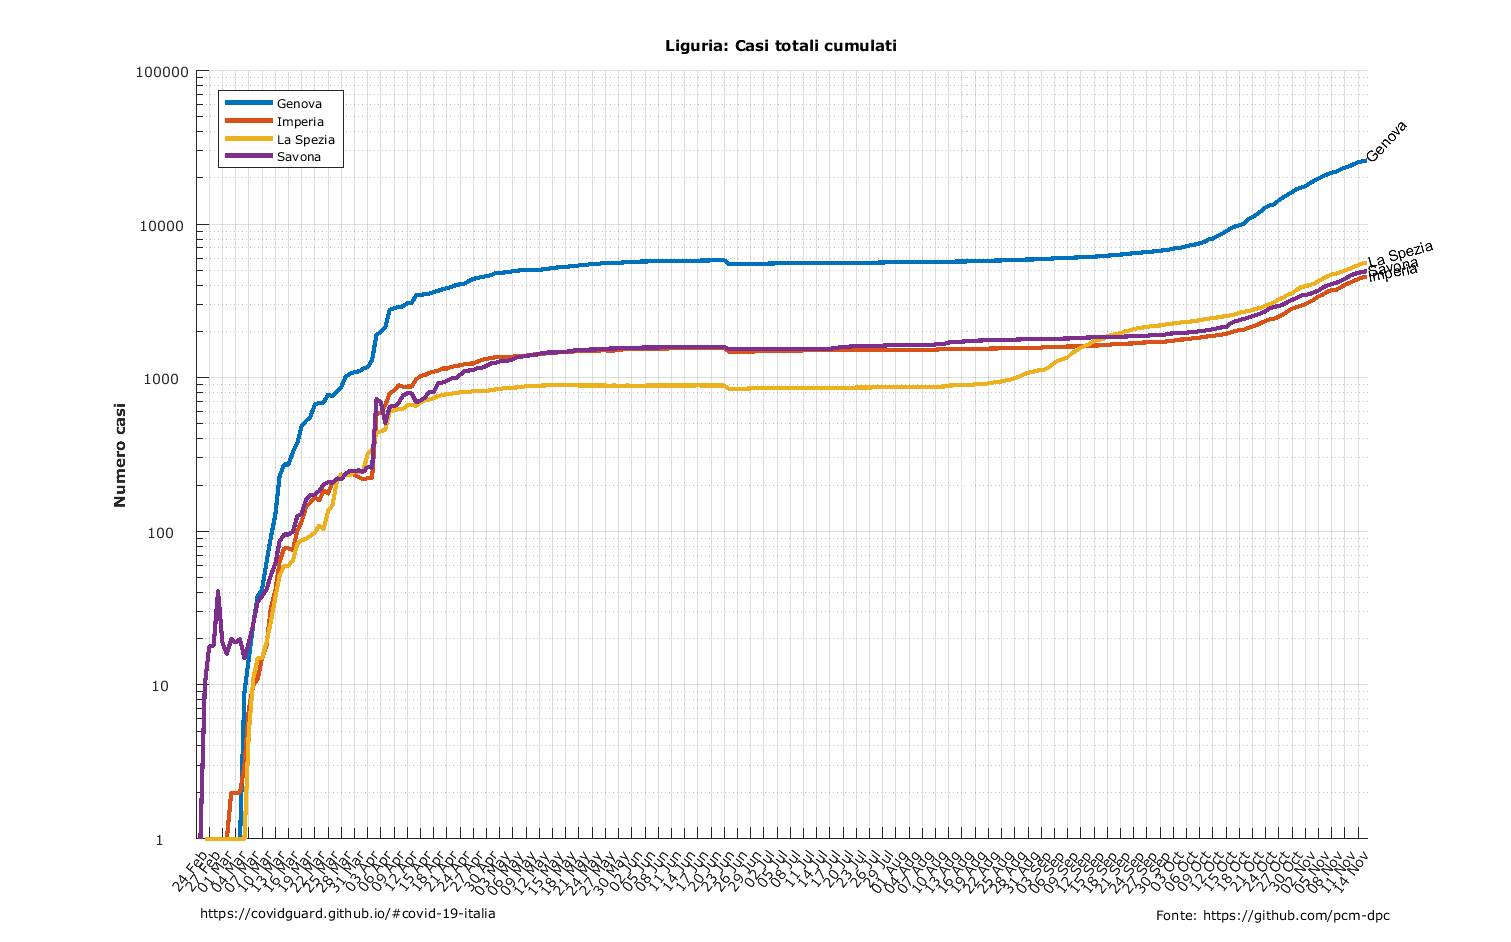 Liguria: Casi totali cumulati
Numero casi
100000
10000
1000
100
10
1
Genova
Imperia
La Spezia
Savona
Genova
La Spezia
Savona
Imperia
24 Feb
27 Feb
01 Mar
04 Mar
07 Mar
10 Mar
13 Mar
16 Mar
19 Mar
22 Mar
25 Mar
28 Mar
31 Mar
03 Apr
06 Apr
09 Apr
12 Apr
15 Apr
18 Apr
21 Apr
24 Apr
27 Apr
30 Apr
03 May
06 May
09 May
12 May
15 May
18 May
21 May
24 May
27 May
30 May
02 Jun
05 Jun
08 Jun
11 Jun
14 Jun
17 Jun
20 Jun
23 Jun
26 Jun
29 Jun
02 Jul
05 Jul
08 Jul
11 Jul
14 Jul
17 Jul
20 Jul
23 Jul
26 Jul
29 Jul
01 Aug
04 Aug
07 Aug
10 Aug
13 Aug
16 Aug
19 Aug
22 Aug
25 Aug
28 Aug
31 Aug
03 Sep
06 Sep
09 Sep
12 Sep
15 Sep
18 Sep
21 Sep
24 Sep
27 Sep
30 Sep
03 Oct
06 Oct
09 Oct
12 Oct
15 Oct
18 Oct
21 Oct
24 Oct
27 Oct
30 Oct
02 Nov
05 Nov
08 Nov
11 Nov
14 Nov
https://covidguard.github.io/#covid-19-italia
Fonte: https://github.com/pcm-dpc